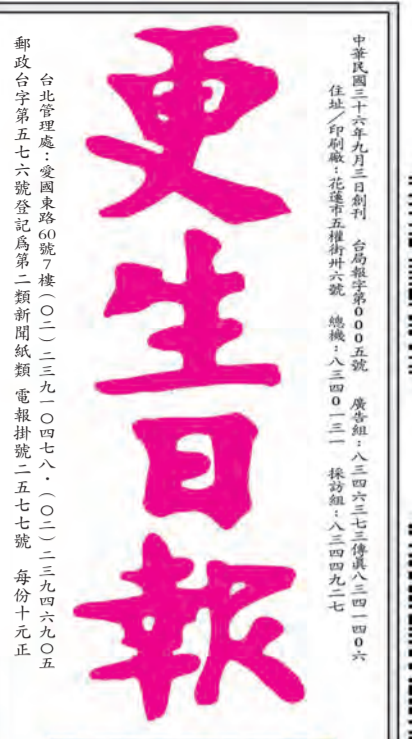 中華民國三十六年九月三日創刊　台局報字第０００五號　廣告組：八三四六三七三傳眞八三四一四０六
住址／印刷廠：花蓮市五權街卅六號　總機：八三四０一三一　採訪組：八三四四九二七
更生日報
台北管理處：愛國東路60號7樓（〇二）二三九一〇四七八・（〇二）二三九四六九〇五
郵政台字第五七六號登記爲第二類新聞紙類　電報掛號二五七七號　每份十元正